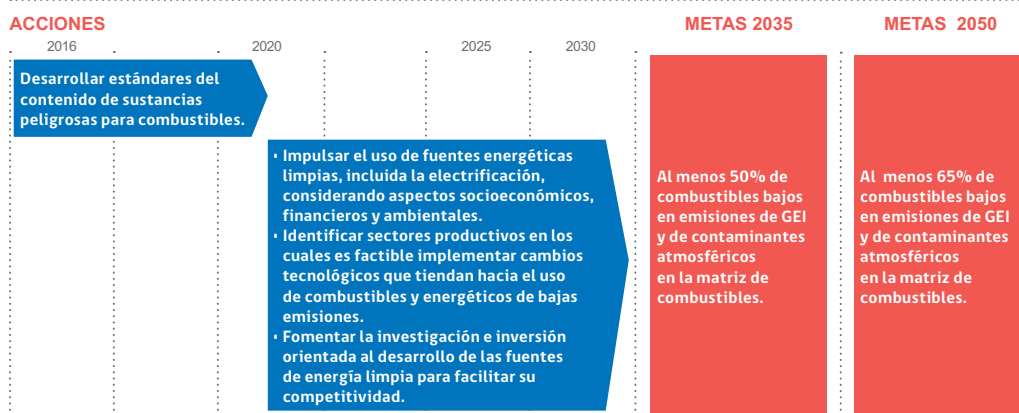 ACCIONES
METAS 2035
METAS 2050
2016
2020
2025
2030
Desarrollar estándares del
contenido de sustancias
peligrosas para combustibles.
• Impulsar el uso de fuentes energéticas
limpias, incluida la electrificación,
considerando aspectos socioeconómicos,
financieros y ambientales.
• Identificar sectores productivos en los
cuales es factible implementar cambios
tecnológicos que tiendan hacia el uso
de combustibles y energéticos de bajas
emisiones.
• Fomentar la investigación e inversión
orientada al desarrollo de las fuentes
de energía limpia para facilitar su
competitividad.
Al menos 50% de
combustibles bajos
en emisiones de GEI
y de contaminantes
atmosféricos
en la matriz de
combustibles.
Al menos 65% de
combustibles bajos
en emisiones de GEI
y de contaminantes
atmosféricos
en la matriz de
combustibles.